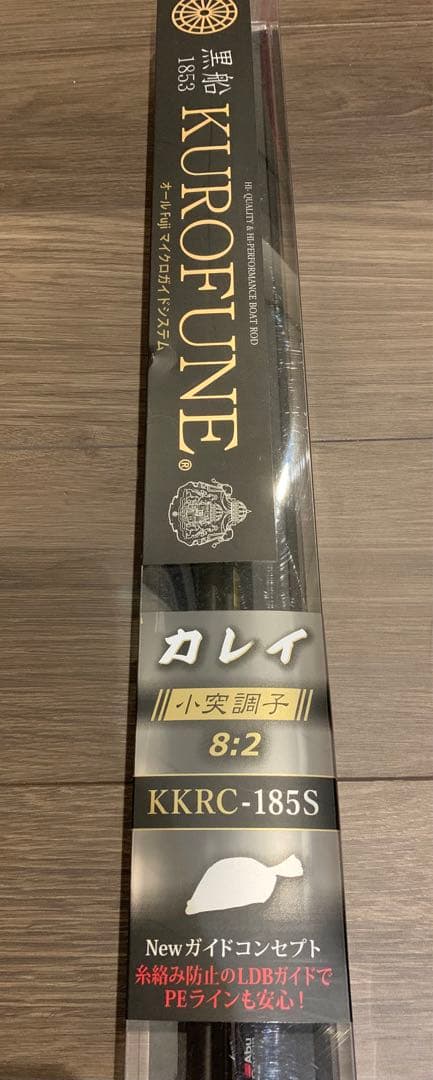 黒船
1853
KUROFUNE®
HI-QUALITY & HI-PERFORMANCE BOAT ROD
オールFujiマイクロガイドシステム
カレイ
小突調子
8:2
KKRC-185S
Newガイドコンセプト
糸絡み防止のLDBガイドで
PEラインも安心!
Abu